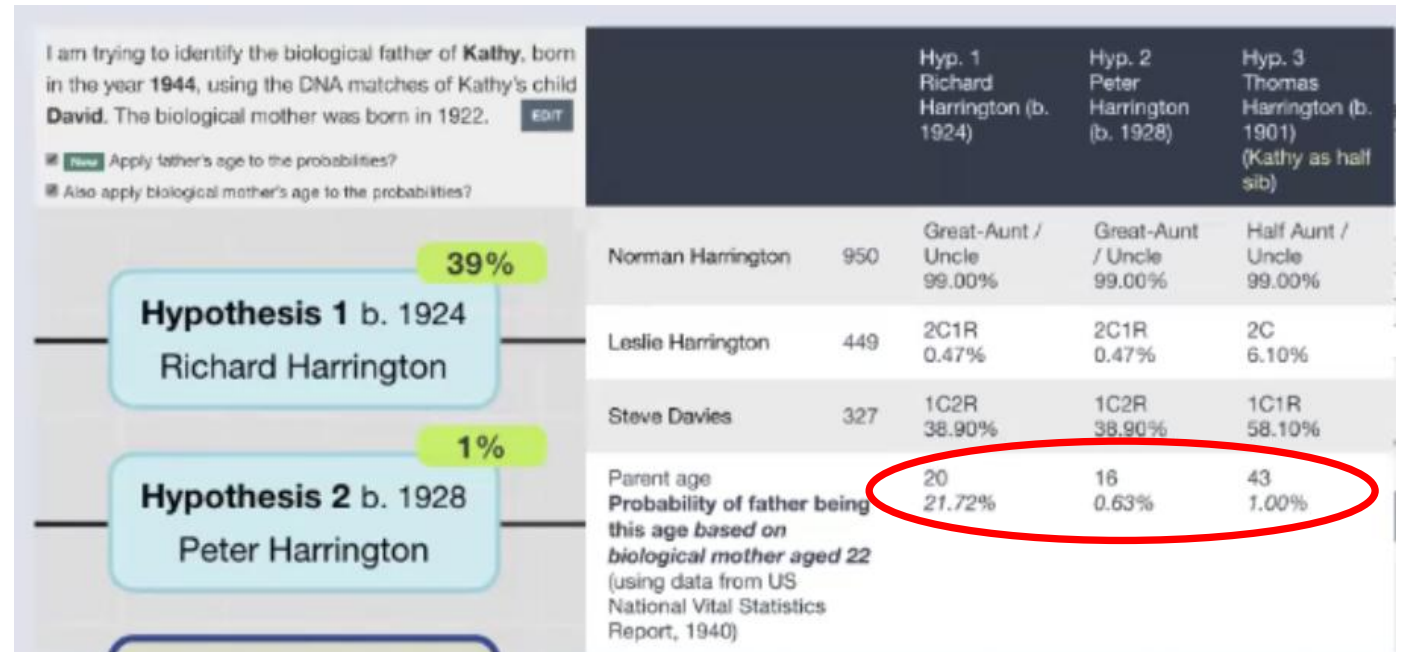 I am trying to identify the biological father of Kathy, born
in the year 1944, using the DNA matches of Kathy's child
David. The biological mother was born in 1922. EDIT
New Apply father's age to the probabilities?
Also apply biological mother's age to the probabilities?
39%
Hypothesis 1 b. 1924
Richard Harrington
1%
Hypothesis 2 b. 1928
Peter Harrington
Hyp. 1
Richard
Harrington (b.
1924)
Hyp. 2
Peter
Harrington
(b. 1928)
Hyp. 3
Thomas
Harrington (b.
1901)
(Kathy as half
sib)
Norman Harrington 950
Great-Aunt /
Uncle
99.00%
Great-Aunt
/ Uncle
99.00%
Half Aunt /
Uncle
99.00%
Leslie Harrington 449
2C1R
0.47%
2C1R
0.47%
2C
6.10%
Steve Davies 327
1C2R
38.90%
1C2R
38.90%
1C1R
58.10%
Parent age
Probability of father being
this age based on
biological mother aged 22
(using data from US
National Vital Statistics
Report, 1940)
20
21.72%
16
0.63%
43
1.00%